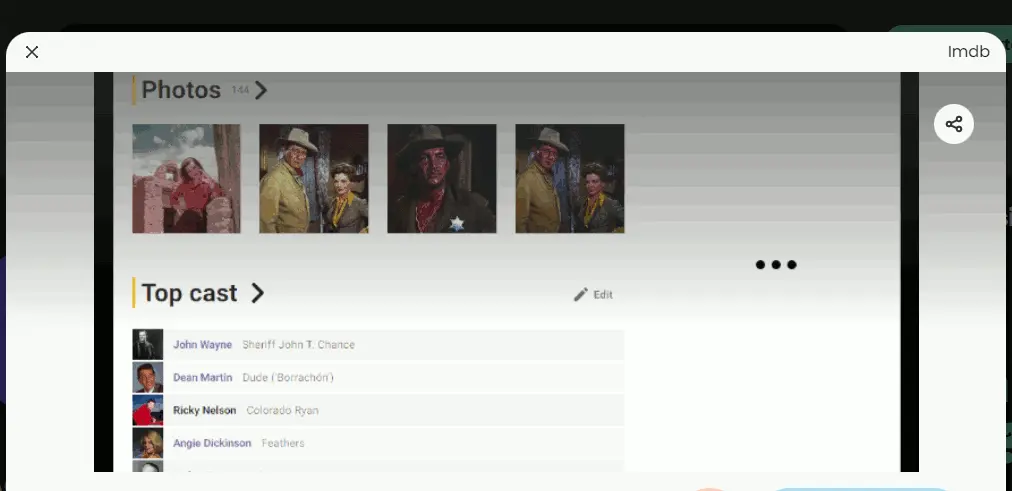 Imdb
Photos 144
Top cast
Edit
John Wayne Sheriff John T. Chance
Dean Martin Dude ('Borrachón')
Ricky Nelson Colorado Ryan
Angie Dickinson Feathers